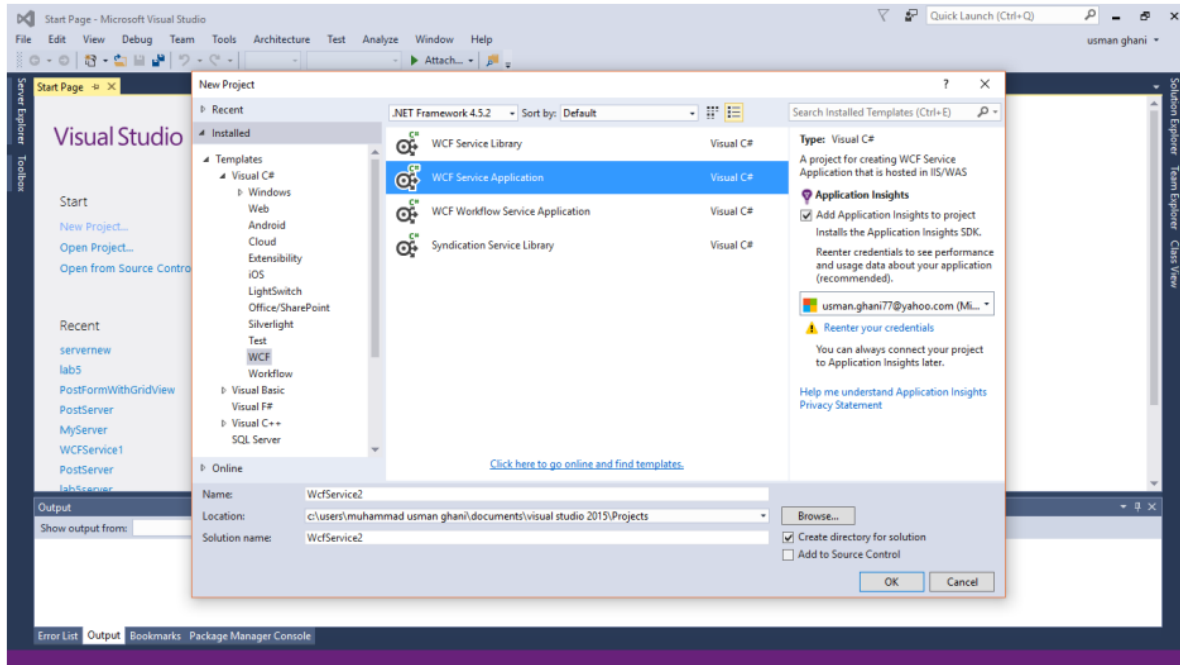 Start Page - Microsoft Visual Studio
Quick Launch (Ctrl+Q)
File Edit View Debug Team Tools Architecture Test Analyze Window Help
usman ghani
Attach...
Server Explorer
Toolbox
Start Page
Visual Studio
Start
New Project...
Open Project...
Open from Source Contro
Recent
servernew
lab5
PostFormWithGridView
PostServer
MyServer
WCFService1
PostServer
lab5server
New Project
? 
Recent
.NET Framework 4.5.2 Sort by: Default
Search Installed Templates (Ctrl+E)
Installed
Templates
Visual C#
Windows
Web
Android
Cloud
Extensibility
iOS
LightSwitch
Office/SharePoint
Silverlight
Test
WCF
Workflow
Visual Basic
Visual F#
Visual C++
SQL Server
Online
C# WCF Service Library Visual C#
C# WCF Service Application Visual C#
C# WCF Workflow Service Application Visual C#
C# Syndication Service Library Visual C#
Click here to go online and find templates.
Type: Visual C#
A project for creating WCF Service
Application that is hosted in IIS/WAS
Application Insights
Add Application Insights to project
Installs the Application Insights SDK.
Reenter credentials to see performance
and usage data about your application
(recommended).
usman.ghani77@yahoo.com (Mi...
Reenter your credentials
You can always connect your project
to Application Insights later.
Help me understand Application Insights
Privacy Statement
Name: WcfService2
Location: c:\users\muhammad usman ghani\documents\visual studio 2015\Projects
Browse...
Solution name: WcfService2
Create directory for solution
Add to Source Control
OK Cancel
Solution Explorer
Team Explorer
Class View
Output
Show output from:
Error List Output Bookmarks Package Manager Console